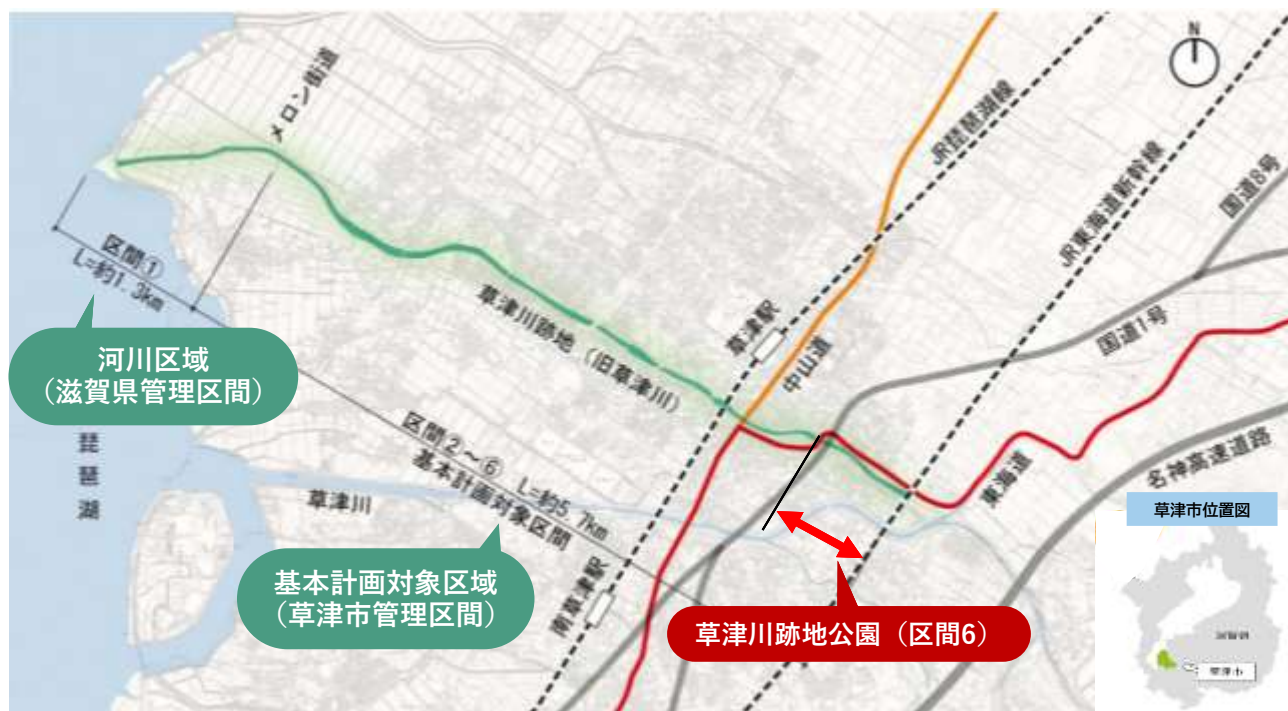 N
メロン街道
JR琵琶湖線
JR東海道新幹線
国道8号
区間①
L=約1.3km
草津川跡地(旧草津川)
草津駅
中山道
国道1号
河川区域
(滋賀県管理区間)
琵琶湖
区間②～⑥ L=約5.7km
基本計画対象区間
草津川
東海道
名神高速道路
草津市位置図
基本計画対象区域
(草津市管理区間)
南草津駅
草津川跡地公園(区間6)
滋賀県
草津市